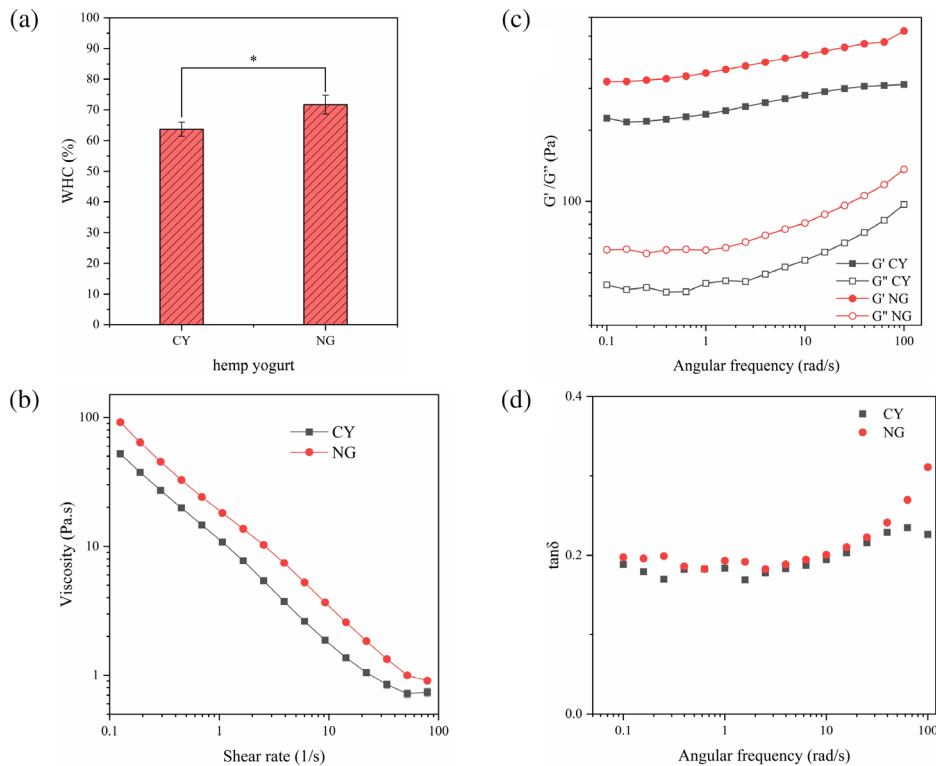 (a)
100
90
80
70
60
50
40
30
20
10
0
WHC (%)
*
CY
NG
hemp yogurt
(c)
G' /G'' (Pa)
100
G' CY
G" CY
G' NG
G" NG
0.1
1
10
100
Angular frequency (rad/s)
(b)
100
10
1
Viscosity (Pa.s)
CY
NG
0.1
1
10
100
Shear rate (1/s)
(d)
0.4
0.2
0.0
tanδ
CY
NG
0.1
1
10
100
Angular frequency (rad/s)